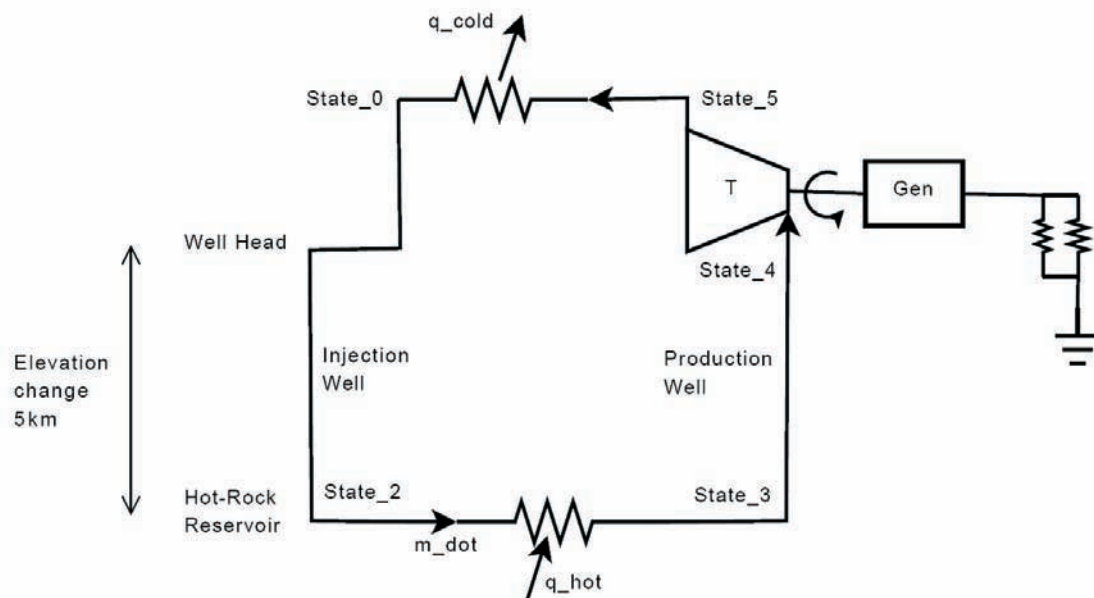 q_cold
State_0
State_5
T
Gen
Well Head
State_4
Elevation
change
5km
Injection
Well
Production
Well
Hot-Rock
Reservoir
State_2
State_3
m_dot
q_hot